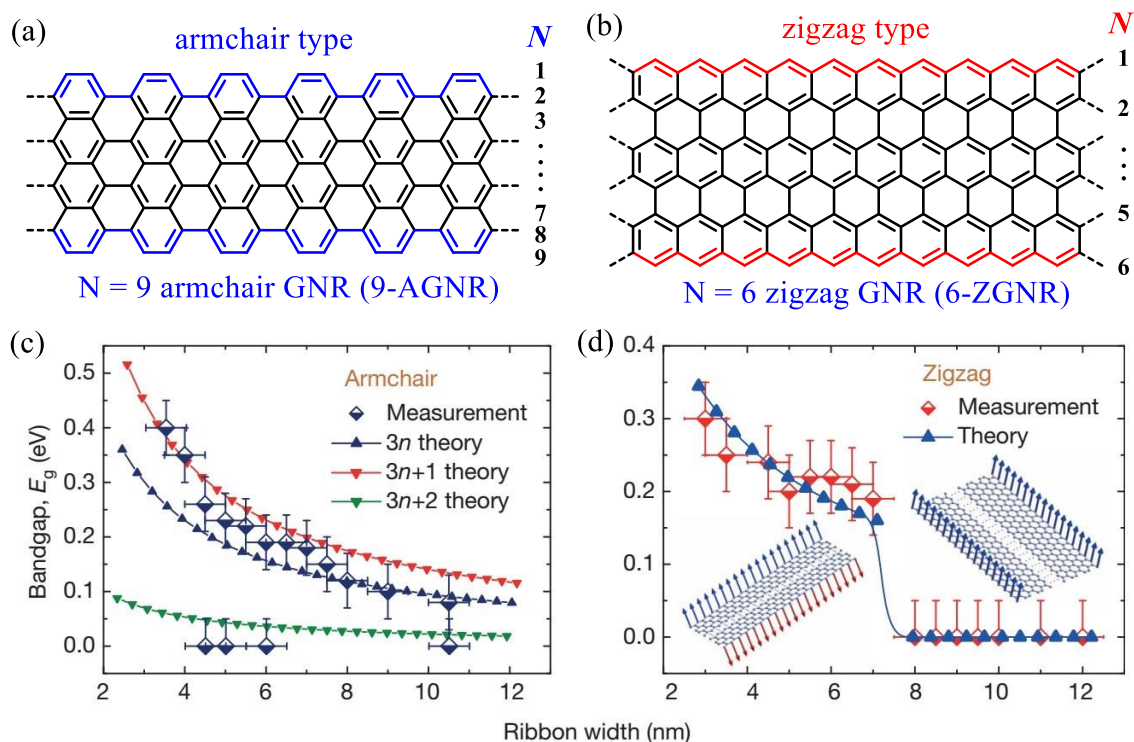 (a)
armchair type
N
1
2
3
7
8
9
N = 9 armchair GNR (9-AGNR)
(b)
zigzag type
N
1
2
5
6
N = 6 zigzag GNR (6-ZGNR)
(c)
Bandgap, Eg (eV)
0.5
0.4
0.3
0.2
0.1
0.0
Armchair
Measurement
3n theory
3n+1 theory
3n+2 theory
2 4 6 8 10 12
(d)
0.4
0.3
0.2
0.1
0.0
Zigzag
Measurement
Theory
2 4 6 8 10 12
Ribbon width (nm)